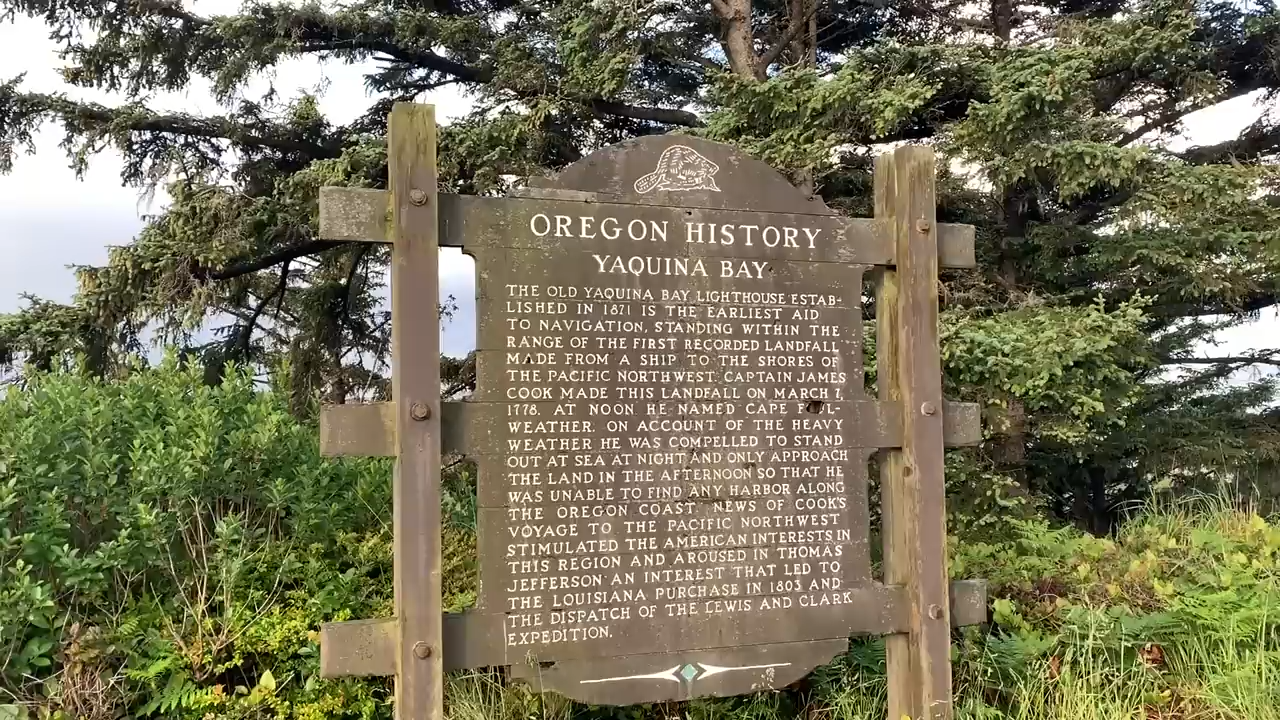 OREGON HISTORY
YAQUINA BAY
THE OLD YAQUINA BAY LIGHTHOUSE ESTAB-
LISHED IN 1871 IS THE EARLIEST AID
TO NAVIGATION, STANDING WITHIN THE
RANGE OF THE FIRST RECORDED LANDFALL
MADE FROM A SHIP TO THE SHORES OF
THE PACIFIC NORTHWEST. CAPTAIN JAMES
COOK MADE THIS LANDFALL ON MARCH 7,
1778. AT NOON HE NAMED CAPE FOUL-
WEATHER. ON ACCOUNT OF THE HEAVY
WEATHER HE WAS COMPELLED TO STAND
OUT AT SEA AT NIGHT AND ONLY APPROACH
THE LAND IN THE AFTERNOON SO THAT HE
WAS UNABLE TO FIND ANY HARBOR ALONG
THE OREGON COAST. NEWS OF COOK'S
VOYAGE TO THE PACIFIC NORTHWEST
STIMULATED THE AMERICAN INTERESTS IN
THIS REGION AND AROUSED IN THOMAS
JEFFERSON AN INTEREST THAT LED TO
THE LOUISIANA PURCHASE IN 1803 AND
THE DISPATCH OF THE LEWIS AND CLARK
EXPEDITION.